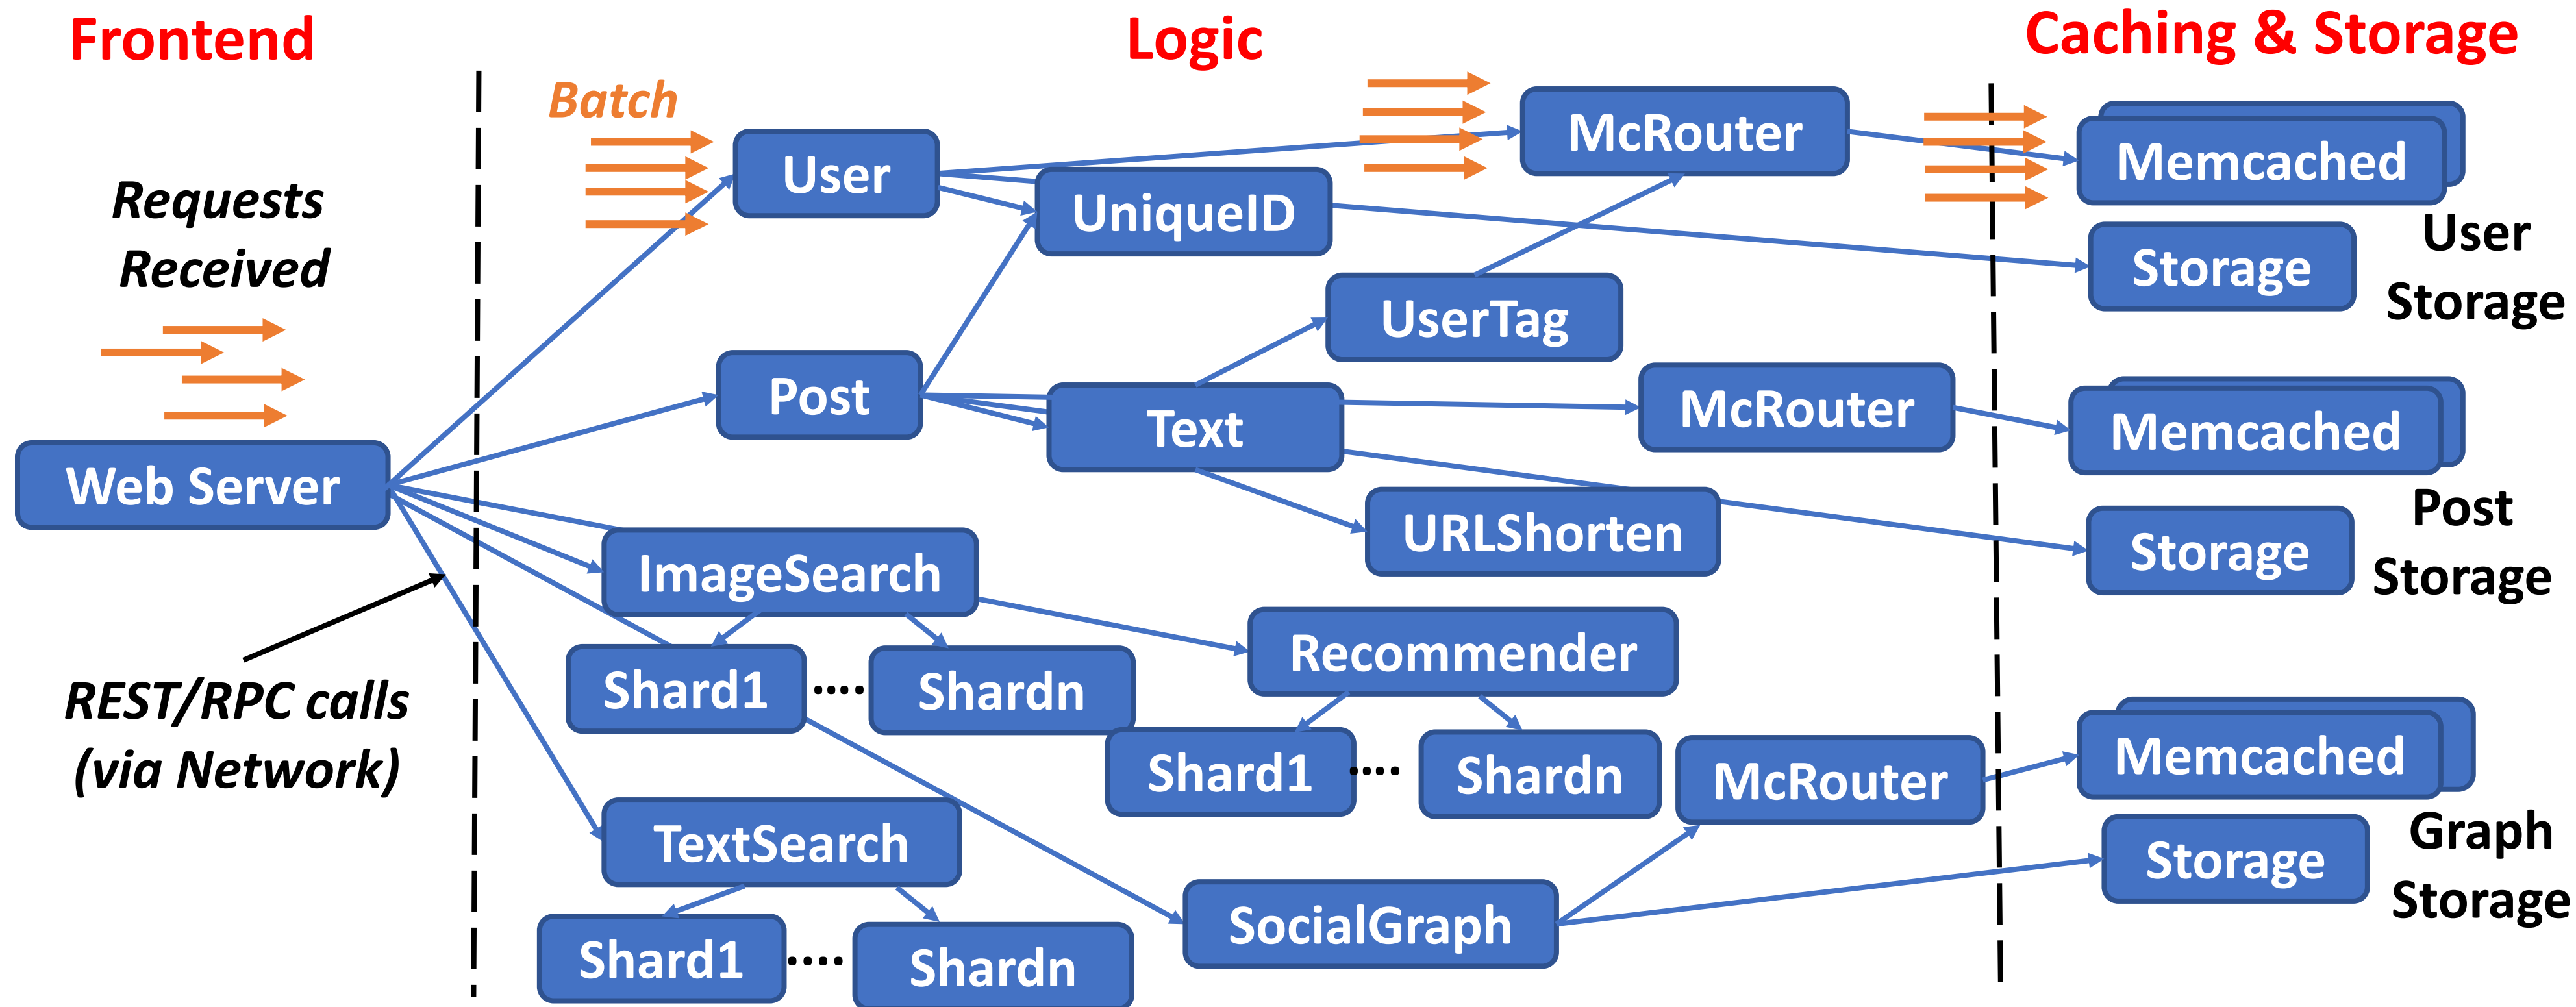 Frontend
Logic
Caching & Storage
Batch
Requests
Received
Web Server
REST/RPC calls
(via Network)
User
UniqueID
McRouter
Memcached
Storage
User
Storage
UserTag
Post
Text
McRouter
Memcached
URLShorten
Storage
Post
Storage
ImageSearch
Shard1
....
Shardn
Recommender
Shard1
....
Shardn
McRouter
Memcached
Storage
Graph
Storage
TextSearch
Shard1
....
Shardn
SocialGraph